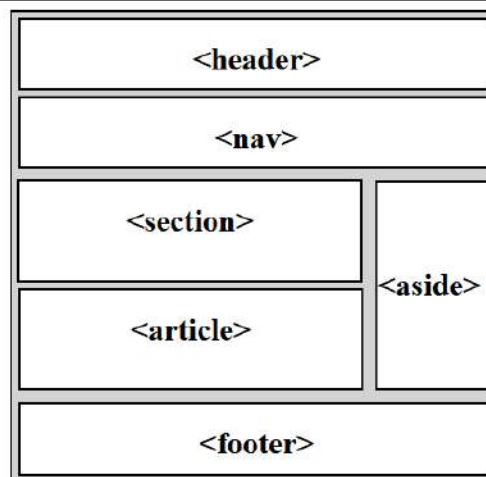 <header>
<nav>
<section>
<article>
<aside>
<footer>